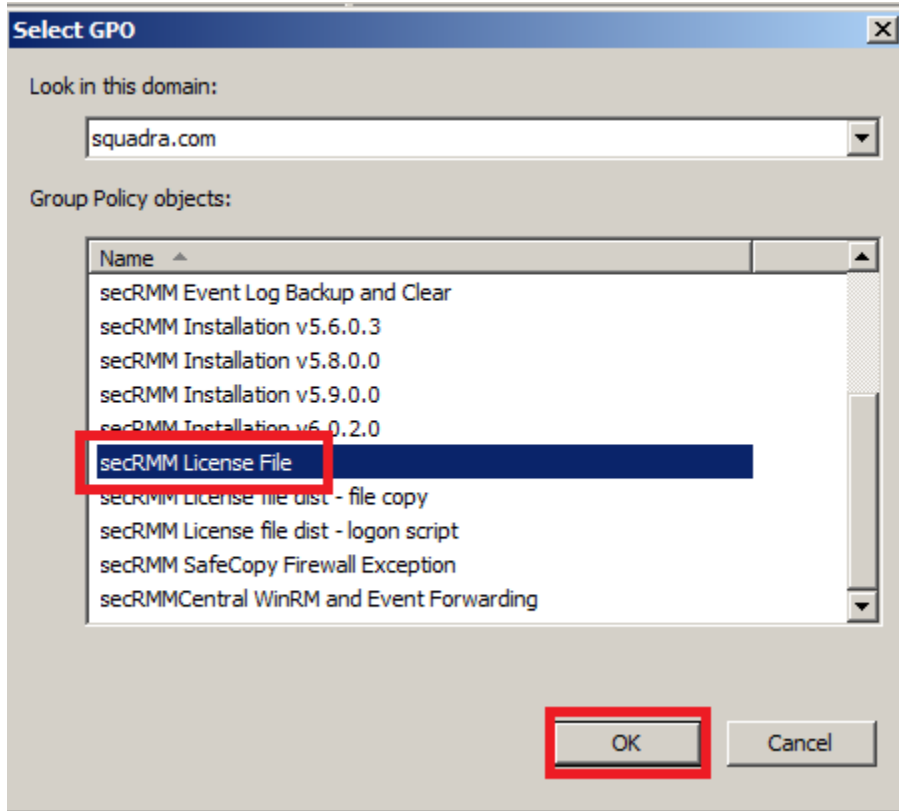 Select GPO
Look in this domain:
squadra.com
Group Policy objects:
Name
secRMM Event Log Backup and Clear
secRMM Installation v5.6.0.3
secRMM Installation v5.8.0.0
secRMM Installation v5.9.0.0
secRMM Installation v6.0.2.0
secRMM License File
secRMM License file dist - file copy
secRMM License file dist - logon script
secRMM SafeCopy Firewall Exception
secRMMCentral WinRM and Event Forwarding
OK Cancel